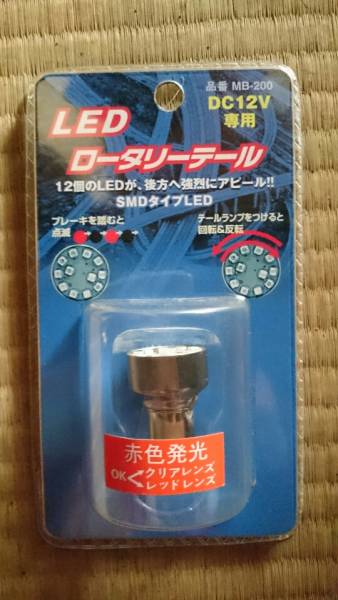 品番 MB-200
DC12V
専用
LED
ロータリーテール
12個のLEDが、後方へ強烈にアピール!!
SMDタイプLED
ブレーキを踏むと
点滅
テールランプをつけると
回転&反転
赤色発光
OK クリアレンズ
レッドレンズ